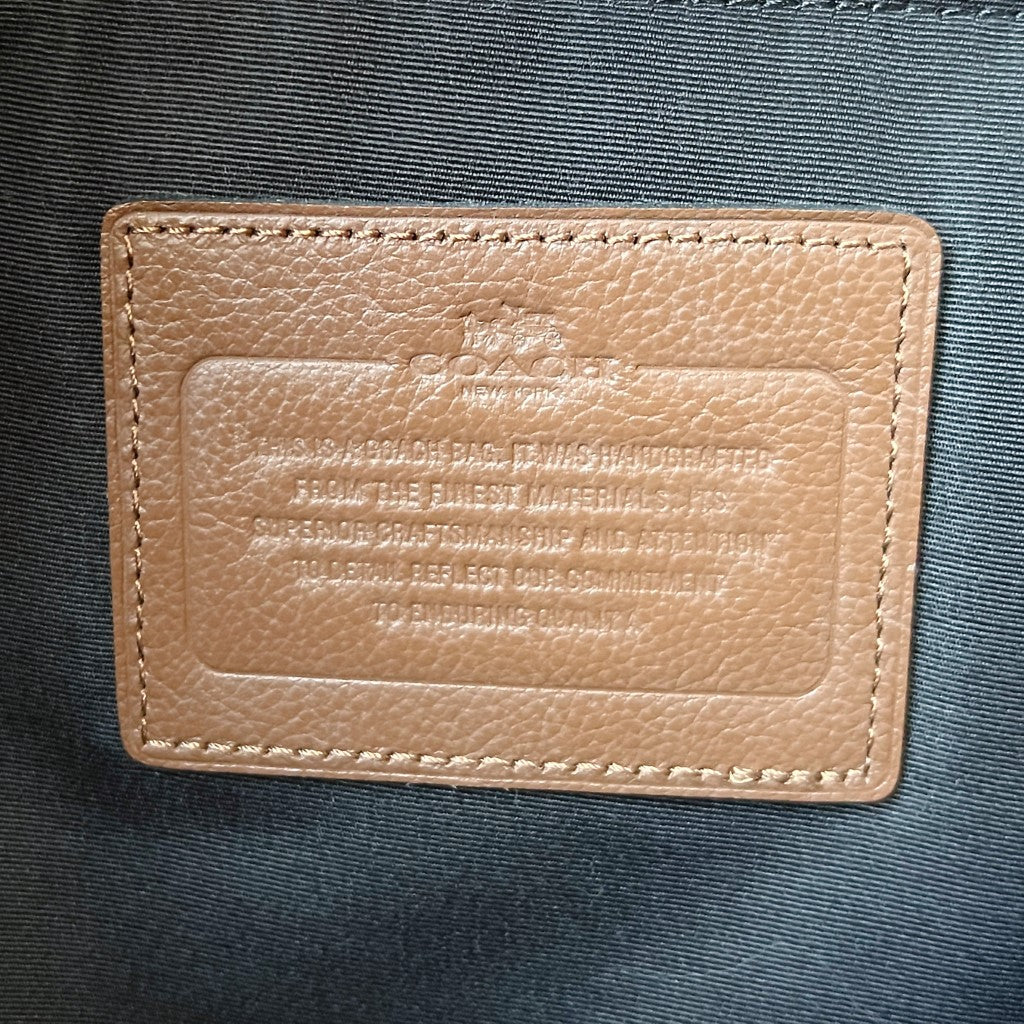 COACH
NEW YORK
THIS IS A COACH BAG. IT WAS HANDCRAFTED
FROM THE FINEST MATERIALS. ITS
SUPERIOR CRAFTSMANSHIP AND ATTENTION
TO DETAIL REFLECT OUR COMMITMENT
TO ENDURING QUALITY.